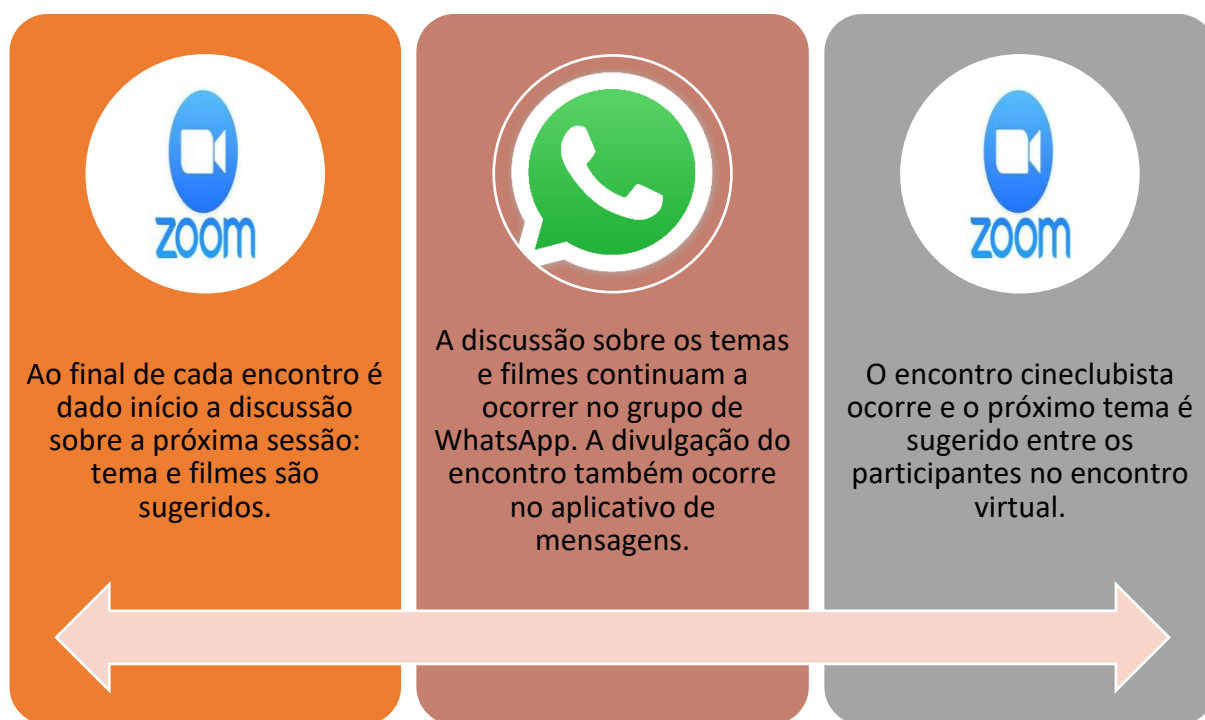 zoom
Ao final de cada encontro é
dado início a discussão
sobre a próxima sessão:
tema e filmes são
sugeridos.
A discussão sobre os temas
e filmes continuam a
ocorrer no grupo de
WhatsApp. A divulgação do
encontro também ocorre
no aplicativo de
mensagens.
zoom
O encontro cineclubista
ocorre e o próximo tema é
sugerido entre os
participantes no encontro
virtual.